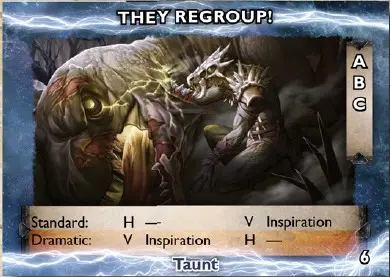 THEY REGROUP!
A
B
C
Standard: H — V Inspiration
Dramatic: V Inspiration H —
Taunt
6